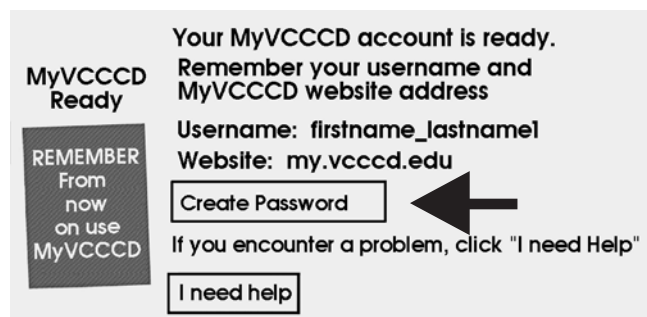 Your MyVCCCD account is ready.
MyVCCCD
Ready
Remember your username and
MyVCCCD website address
REMEMBER
From
now
on use
MyVCCCD
Username: firstname_lastname1
Website: my.vcccd.edu
Create Password
If you encounter a problem, click "I need Help"
I need help